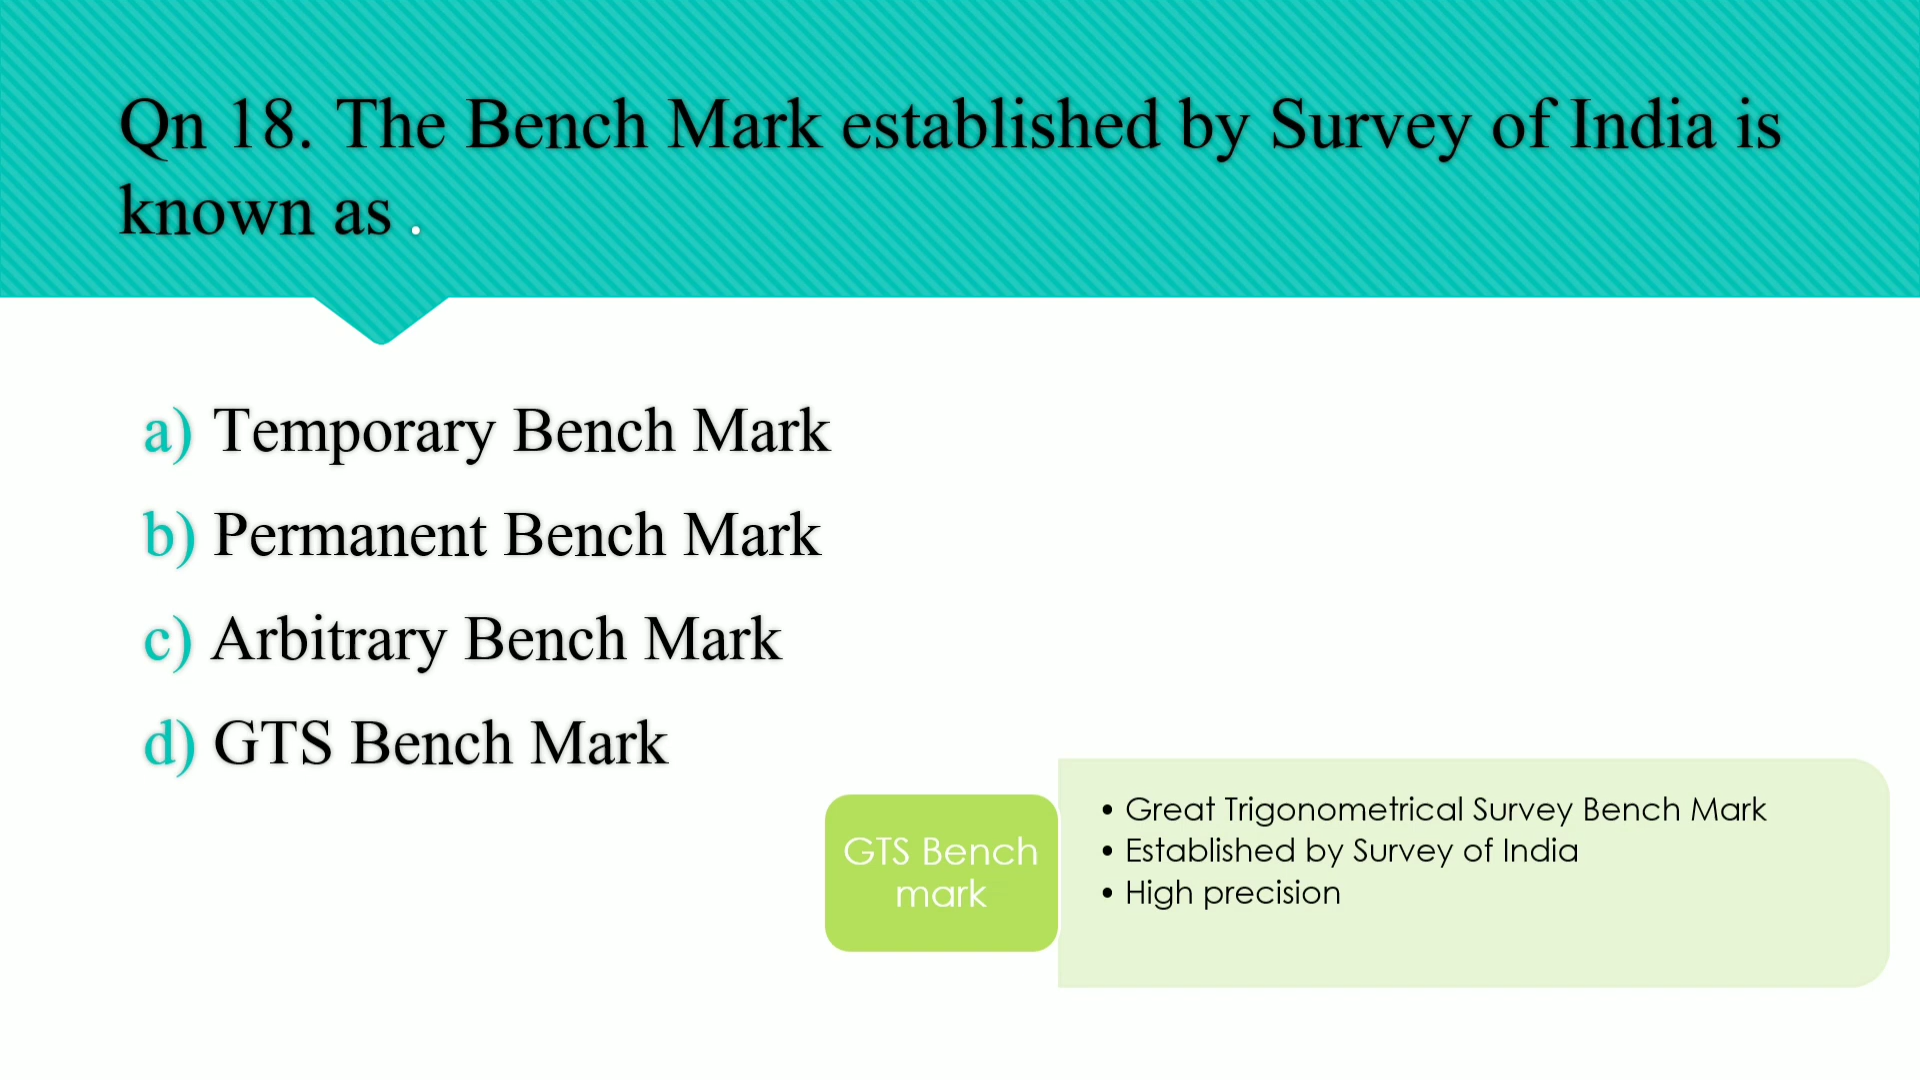 Qn 18. The Bench Mark established by Survey of India is
known as .
a) Temporary Bench Mark
b) Permanent Bench Mark
c) Arbitrary Bench Mark
d) GTS Bench Mark
GTS Bench
mark
• Great Trigonometrical Survey Bench Mark
• Established by Survey of India
• High precision